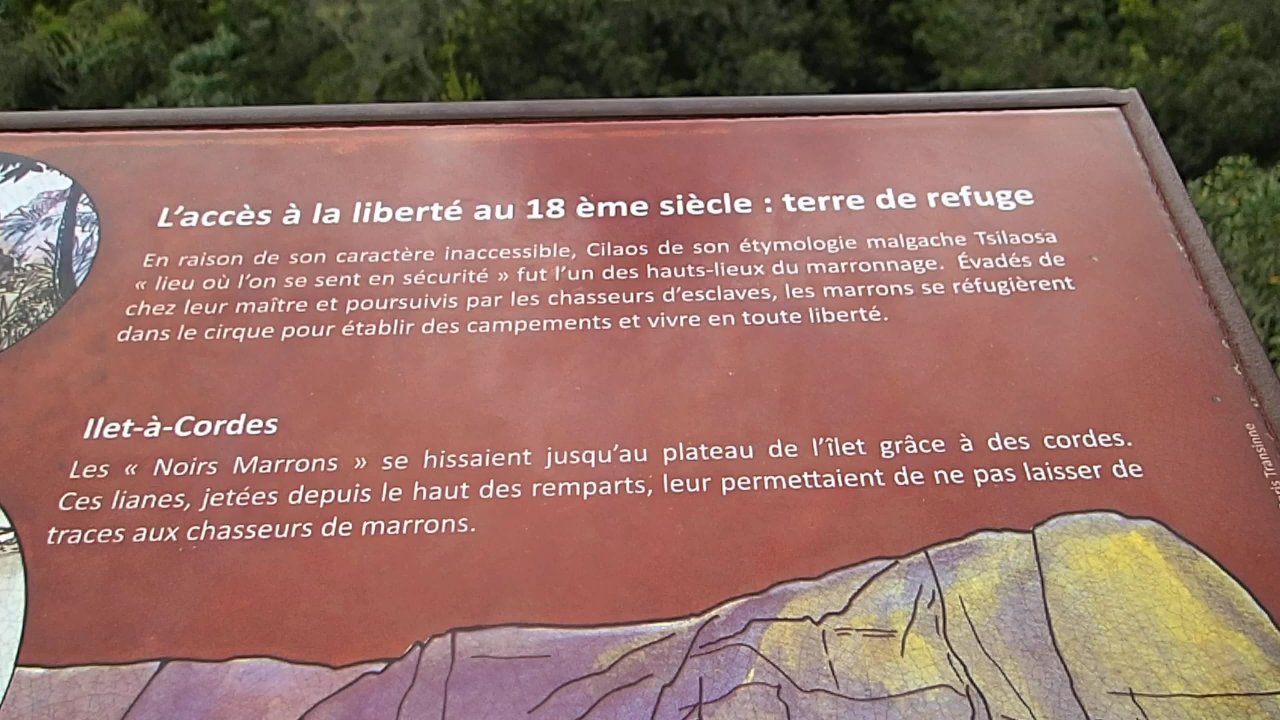 L'accès à la liberté au 18 ème siècle : terre de refuge
En raison de son caractère inaccessible, Cilaos de son étymologie malgache Tsilaosa
« lieu où l'on se sent en sécurité » fut l'un des hauts-lieux du marronnage. Évadés de
chez leur maître et poursuivis par les chasseurs d'esclaves, les marrons se réfugièrent
dans le cirque pour établir des campements et vivre en toute liberté.
Ilet-à-Cordes
Les « Noirs Marrons » se hissaient jusqu'au plateau de l'îlet grâce à des cordes.
Ces lianes, jetées depuis le haut des remparts, leur permettaient de ne pas laisser de
traces aux chasseurs de marrons.